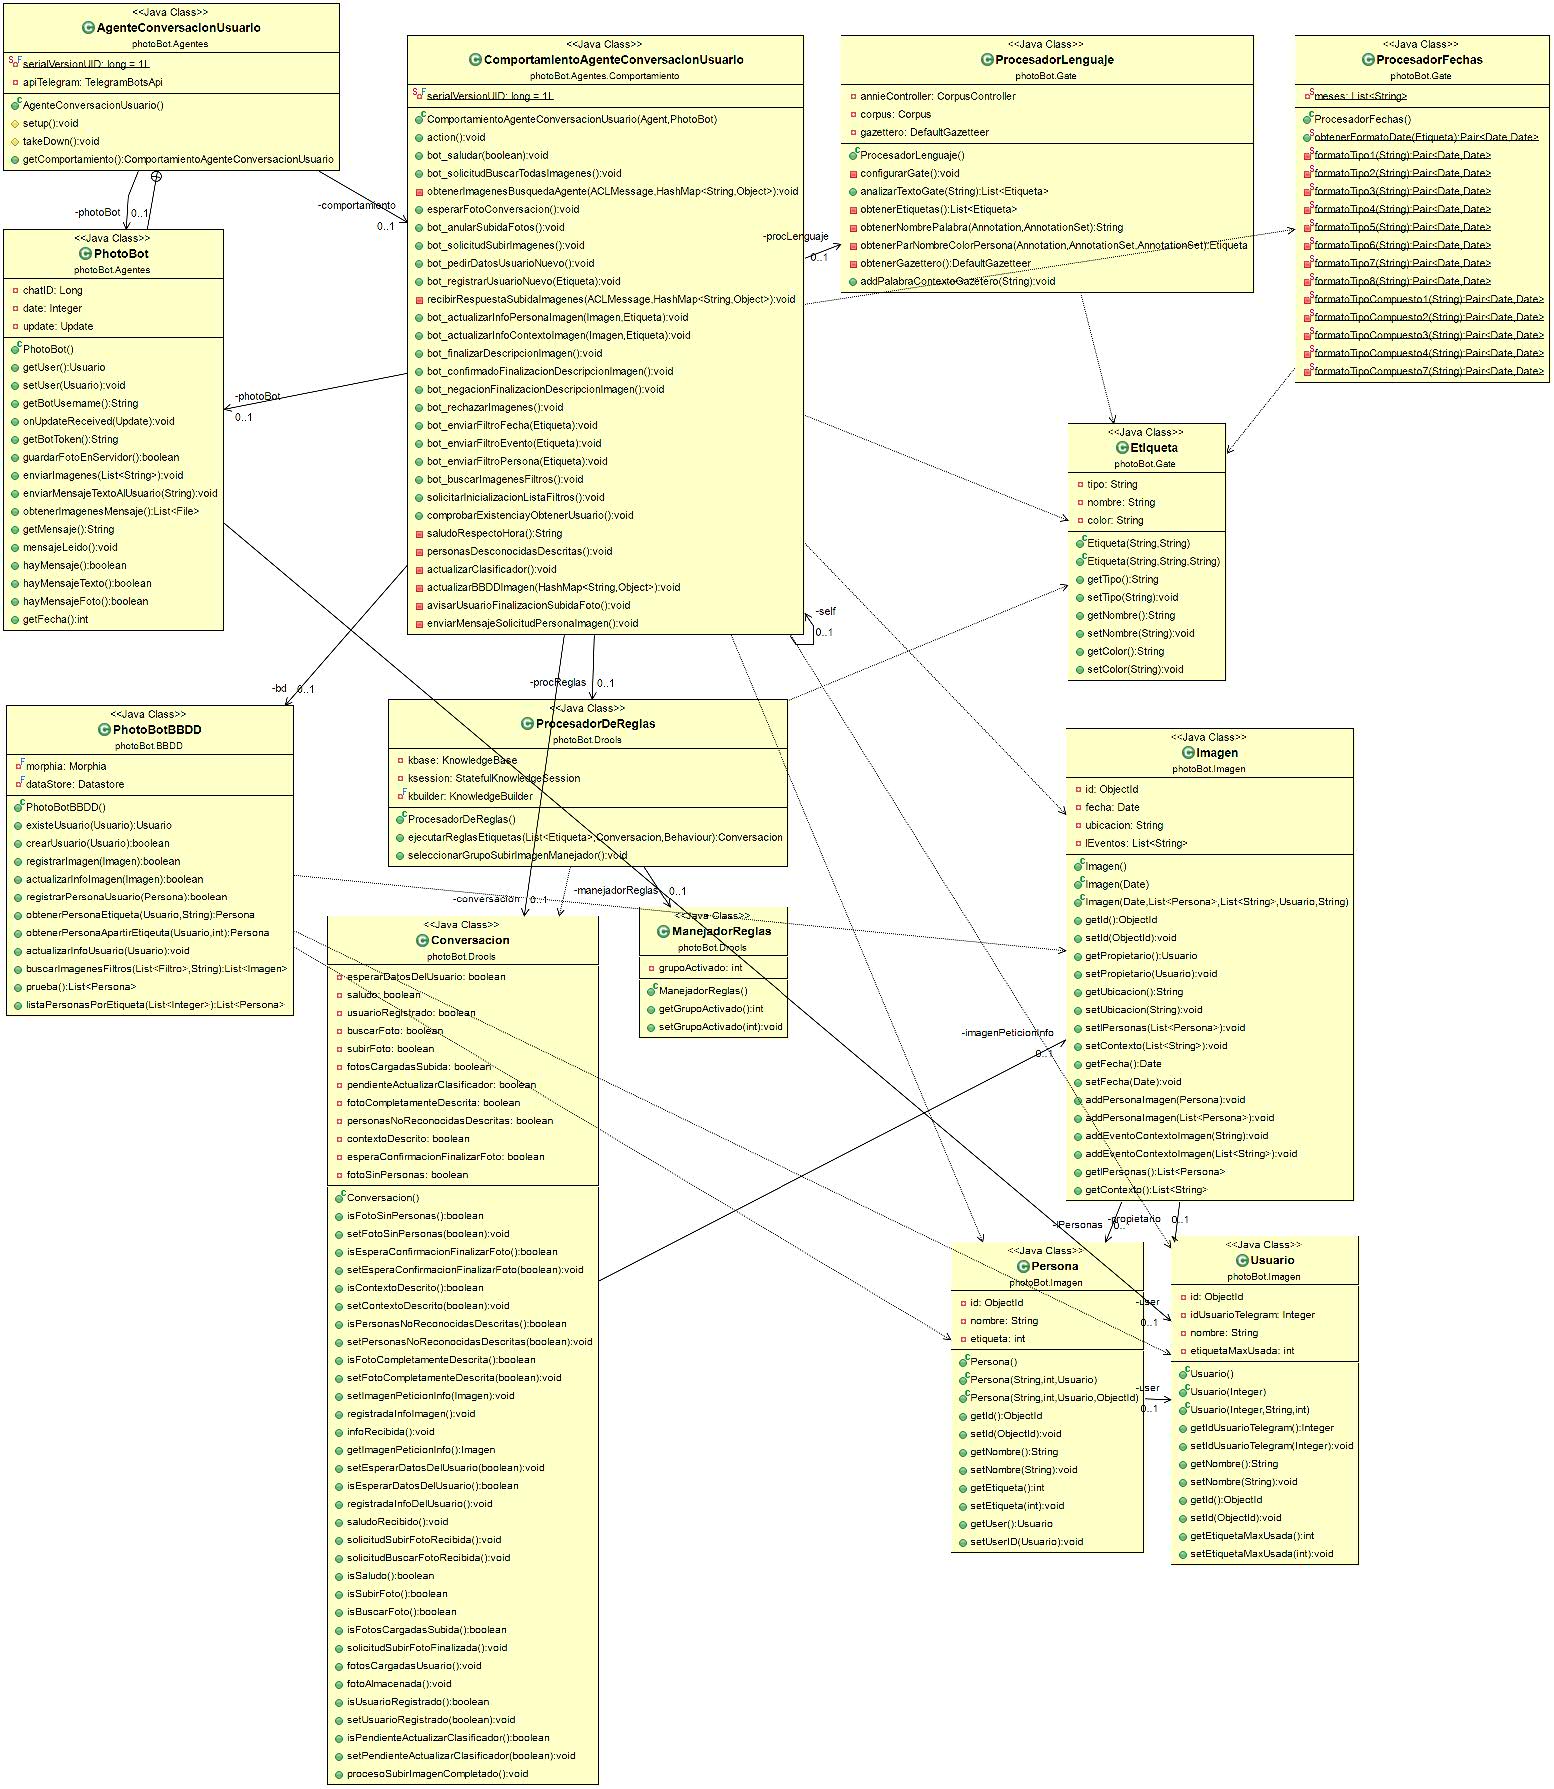 <<Java Class>>
AgenteConversacionUsuario
photoBot.Agentes
serialVersionUID: long = 1L
apiTelegram: TelegramBotsApi
AgenteConversacionUsuario()
setup():void
takeDown():void
getComportamiento():ComportamientoAgenteConversacionUsuario
-photoBot
0..1
-comportamiento
0..1
<<Java Class>>
PhotoBot
photoBot.Agentes
chatID: Long
date: Integer
update: Update
PhotoBot()
getUser():Usuario
setUser(Usuario):void
getBotUsername():String
onUpdateReceived(Update):void
getBotToken():String
guardarFotoEnServidor():boolean
enviarImagenes(List<String>):void
enviarMensajeTextoAlUsuario(String):void
obtenerImagenesMensaje():List<File>
getMensaje():String
mensajeLeido():void
hayMensaje():boolean
hayMensajeTexto():boolean
hayMensajeFoto():boolean
getFecha():int
<<Java Class>>
ComportamientoAgenteConversacionUsuario
photoBot.Agentes.Comportamiento
serialVersionUID: long = 1L
ComportamientoAgenteConversacionUsuario(Agent,PhotoBot)
action():void
bot_saludar(boolean):void
bot_solicitudBuscarTodasImagenes():void
obtenerImagenesBusquedaAgente(ACLMessage,HashMap<String,Object>):void
esperarFotoConversacion():void
bot_anularSubidaFotos():void
bot_solicitudSubirImagenes():void
bot_pedirDatosUsuarioNuevo():void
bot_registrarUsuarioNuevo(Etiqueta):void
recibirRespuestaSubidaImagenes(ACLMessage,HashMap<String,Object>):void
bot_actualizarInfoPersonaImagen(Imagen,Etiqueta):void
bot_actualizarInfoContextoImagen(Imagen,Etiqueta):void
bot_finalizarDescripcionImagen():void
bot_confirmadoFinalizacionDescripcionImagen():void
bot_negacionFinalizacionDescripcionImagen():void
bot_rechazarImagenes():void
bot_enviarFiltroFecha(Etiqueta):void
bot_enviarFiltroEvento(Etiqueta):void
bot_enviarFiltroPersona(Etiqueta):void
bot_buscarImagenesFiltros():void
solicitarInicializacionListaFiltros():void
comprobarExistenciayObtenerUsuario():void
saludoRespectoHora():String
personasDesconocidasDescritas():void
actualizarClasificador():void
actualizarBBDDImagen(HashMap<String,Object>):void
avisarUsuarioFinalizacionSubidaFoto():void
enviarMensajeSolicitudPersonaImagen():void
-photoBot
0..1
-procLenguaje
0..1
-self
0..1
-bd
0..1
-procReglas
0..1
<<Java Class>>
ProcesadorLenguaje
photoBot.Gate
annieController: CorpusController
corpus: Corpus
gazettero: DefaultGazetteer
ProcesadorLenguaje()
configurarGate():void
analizarTextoGate(String):List<Etiqueta>
obtenerEtiquetas():List<Etiqueta>
obtenerNombrePalabra(Annotation,AnnotationSet):String
obtenerParNombreColorPersona(Annotation,AnnotationSet,AnnotationSet):Etiqueta
obtenerGazettero():DefaultGazetteer
addPalabraContextoGazetero(String):void
<<Java Class>>
ProcesadorFechas
photoBot.Gate
meses: List<String>
ProcesadorFechas()
obtenerFormatoDate(Etiqueta):Pair<Date,Date>
formatoTipo1(String):Pair<Date,Date>
formatoTipo2(String):Pair<Date,Date>
formatoTipo3(String):Pair<Date,Date>
formatoTipo4(String):Pair<Date,Date>
formatoTipo5(String):Pair<Date,Date>
formatoTipo6(String):Pair<Date,Date>
formatoTipo7(String):Pair<Date,Date>
formatoTipo8(String):Pair<Date,Date>
formatoTipoCompuesto1(String):Pair<Date,Date>
formatoTipoCompuesto2(String):Pair<Date,Date>
formatoTipoCompuesto3(String):Pair<Date,Date>
formatoTipoCompuesto4(String):Pair<Date,Date>
formatoTipoCompuesto7(String):Pair<Date,Date>
<<Java Class>>
Etiqueta
photoBot.Gate
tipo: String
nombre: String
color: String
Etiqueta(String,String)
Etiqueta(String,String,String)
getTipo():String
setTipo(String):void
getNombre():String
setNombre(String):void
getColor():String
setColor(String):void
<<Java Class>>
PhotoBotBBDD
photoBot.BBDD
morphia: Morphia
dataStore: Datastore
PhotoBotBBDD()
existeUsuario(Usuario):Usuario
crearUsuario(Usuario):boolean
registrarImagen(Imagen):boolean
actualizarInfoImagen(Imagen):boolean
registrarPersonaUsuario(Persona):boolean
obtenerPersonaEtiqueta(Usuario,String):Persona
obtenerPersonaApartirEtiqeuta(Usuario,int):Persona
actualizarInfoUsuario(Usuario):void
buscarImagenesFiltros(List<Filtro>,String):List<Imagen>
prueba():List<Persona>
listaPersonasPorEtiqueta(List<Integer>):List<Persona>
<<Java Class>>
ProcesadorDeReglas
photoBot.Drools
kbase: KnowledgeBase
ksession: StatefulKnowledgeSession
kbuilder: KnowledgeBuilder
ProcesadorDeReglas()
ejecutarReglasEtiquetas(List<Etiqueta>,Conversacion,Behaviour):Conversacion
seleccionarGrupoSubirImagenManejador():void
-conversacion
0..1
-manejadorReglas
0..1
<<Java Class>>
ManejadorReglas
photoBot.Drools
grupoActivado: int
ManejadorReglas()
getGrupoActivado():int
setGrupoActivado(int):void
<<Java Class>>
Conversacion
photoBot.Drools
esperarDatosDelUsuario: boolean
saludo: boolean
usuarioRegistrado: boolean
buscarFoto: boolean
subirFoto: boolean
fotosCargadasSubida: boolean
pendienteActualizarClasificador: boolean
fotoCompletamenteDescrita: boolean
personasNoReconocidasDescritas: boolean
contextoDescrito: boolean
esperaConfirmacionFinalizarFoto: boolean
fotoSinPersonas: boolean
Conversacion()
isFotoSinPersonas():boolean
setFotoSinPersonas(boolean):void
isEsperaConfirmacionFinalizarFoto():boolean
setEsperaConfirmacionFinalizarFoto(boolean):void
isContextoDescrito():boolean
setContextoDescrito(boolean):void
isPersonasNoReconocidasDescritas():boolean
setPersonasNoReconocidasDescritas(boolean):void
isFotoCompletamenteDescrita():boolean
setFotoCompletamenteDescrita(boolean):void
setImagenPeticionInfo(Imagen):void
registradaInfoImagen():void
infoRecibida():void
getImagenPeticionInfo():Imagen
setEsperarDatosDelUsuario(boolean):void
isEsperarDatosDelUsuario():boolean
registradaInfoDelUsuario():void
saludoRecibido():void
solicitudSubirFotoRecibida():void
solicitudBuscarFotoRecibida():void
isSaludo():boolean
isSubirFoto():boolean
isBuscarFoto():boolean
isFotosCargadasSubida():boolean
solicitudSubirFotoFinalizada():void
fotosCargadasUsuario():void
fotoAlmacenada():void
isUsuarioRegistrado():boolean
setUsuarioRegistrado(boolean):void
isPendienteActualizarClasificador():boolean
setPendienteActualizarClasificador(boolean):void
procesoSubirImagenCompletado():void
-imagenPeticionInfo
0..1
<<Java Class>>
Imagen
photoBot.Imagen
id: ObjectId
fecha: Date
ubicacion: String
lEventos: List<String>
Imagen()
Imagen(Date)
Imagen(Date,List<Persona>,List<String>,Usuario,String)
getId():ObjectId
setId(ObjectId):void
getPropietario():Usuario
setPropietario(Usuario):void
getUbicacion():String
setUbicacion(String):void
setlPersonas(List<Persona>):void
setContexto(List<String>):void
getFecha():Date
setFecha(Date):void
addPersonaImagen(Persona):void
addPersonaImagen(List<Persona>):void
addEventoContextoImagen(String):void
addEventoContextoImagen(List<String>):void
getlPersonas():List<Persona>
getContexto():List<String>
-lPersonas
0..*
-propietario
0..1
<<Java Class>>
Persona
photoBot.Imagen
id: ObjectId
nombre: String
etiqueta: int
Persona()
Persona(String,int,Usuario)
Persona(String,int,Usuario,ObjectId)
getId():ObjectId
setId(ObjectId):void
getNombre():String
setNombre(String):void
getEtiqueta():int
setEtiqueta(int):void
getUser():Usuario
setUserID(Usuario):void
-user
0..1
-user
0..1
<<Java Class>>
Usuario
photoBot.Imagen
id: ObjectId
idUsuarioTelegram: Integer
nombre: String
etiquetaMaxUsada: int
Usuario()
Usuario(Integer)
Usuario(Integer,String,int)
getIdUsuarioTelegram():Integer
setIdUsuarioTelegram(Integer):void
getNombre():String
setNombre(String):void
getId():ObjectId
setId(ObjectId):void
getEtiquetaMaxUsada():int
setEtiquetaMaxUsada(int):void